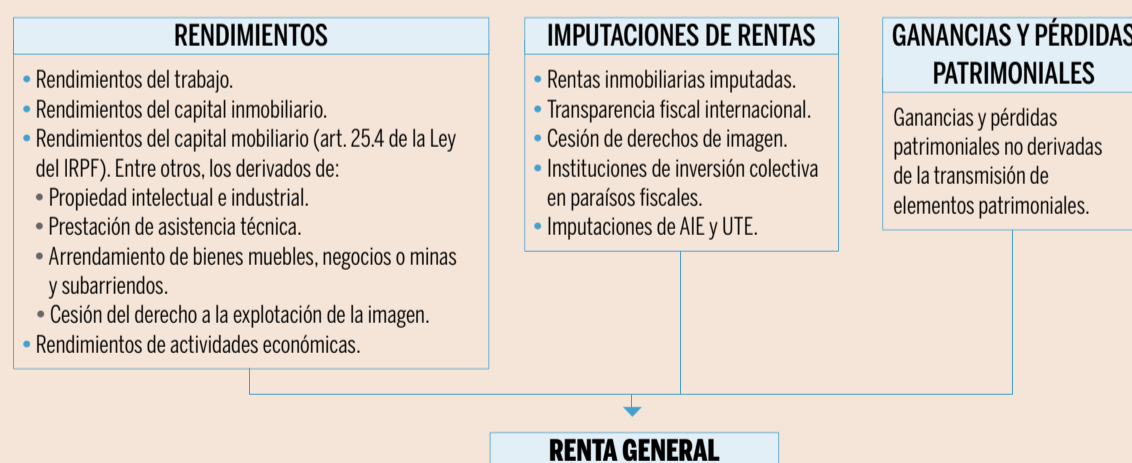 RENDIMIENTOS
• Rendimientos del trabajo.
• Rendimientos del capital inmobiliario.
• Rendimientos del capital mobiliario (art. 25.4 de la Ley
del IRPF). Entre otros, los derivados de:
• Propiedad intelectual e industrial.
• Prestación de asistencia técnica.
• Arrendamiento de bienes muebles, negocios o minas
y subarriendos.
• Cesión del derecho a la explotación de la imagen.
• Rendimientos de actividades económicas.
IMPUTACIONES DE RENTAS
• Rentas inmobiliarias imputadas.
• Transparencia fiscal internacional.
• Cesión de derechos de imagen.
• Instituciones de inversión colectiva
en paraísos fiscales.
• Imputaciones de AIE y UTE.
GANANCIAS Y PÉRDIDAS
PATRIMONIALES
Ganancias y pérdidas
patrimoniales no derivadas
de la transmisión de
elementos patrimoniales.
RENTA GENERAL